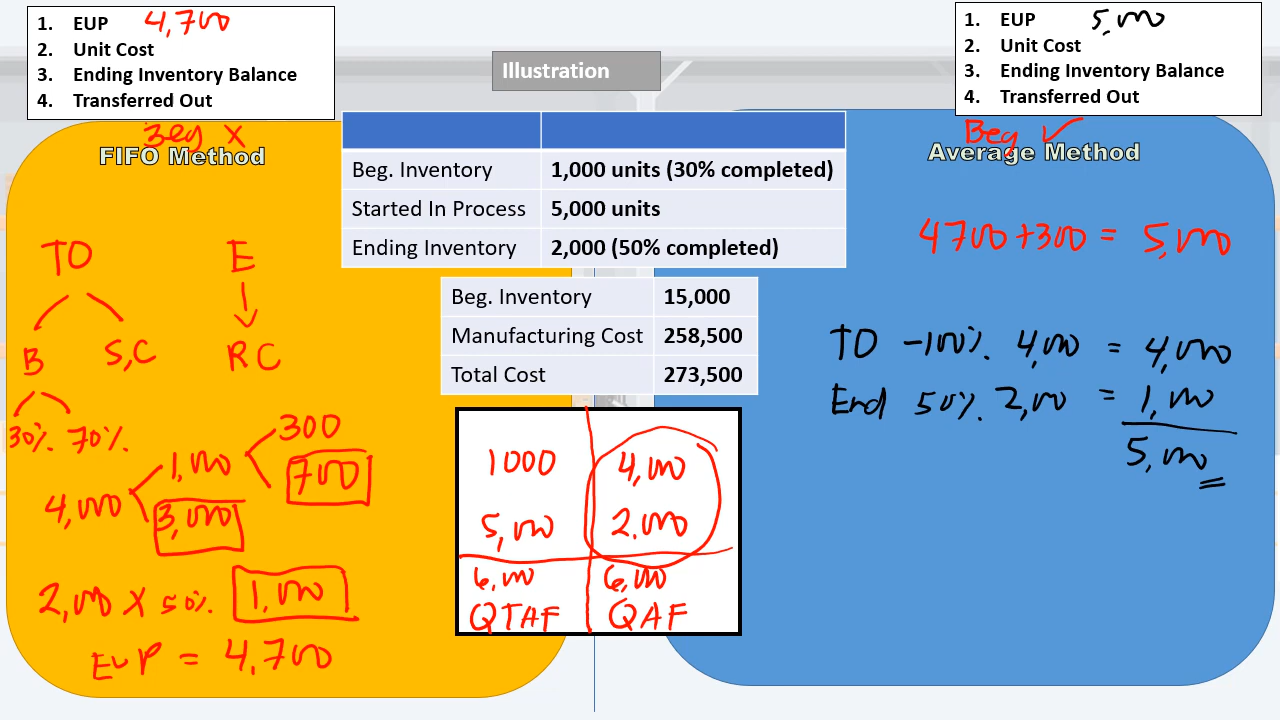 1. EUP 4,700
2. Unit Cost
3. Ending Inventory Balance
4. Transferred Out
Illustration
1. EUP 5,000
2. Unit Cost
3. Ending Inventory Balance
4. Transferred Out
Beg X
FIFO Method
TO E
B S,C RC
30% 70%
4,000 1,000 300
700
3,000
2,000 X 50% 1,000
EUP = 4,700
Beg. Inventory 1,000 units (30% completed)
Started In Process 5,000 units
Ending Inventory 2,000 (50% completed)
Beg. Inventory 15,000
Manufacturing Cost 258,500
Total Cost 273,500
1000 4,000
5,000 2,000
6,000 6,000
QTAF QAF
Beg ✓
Average Method
4700 + 300 = 5,000
TO - 100% 4,000 = 4,000
End 50% 2,000 = 1,000
5,000